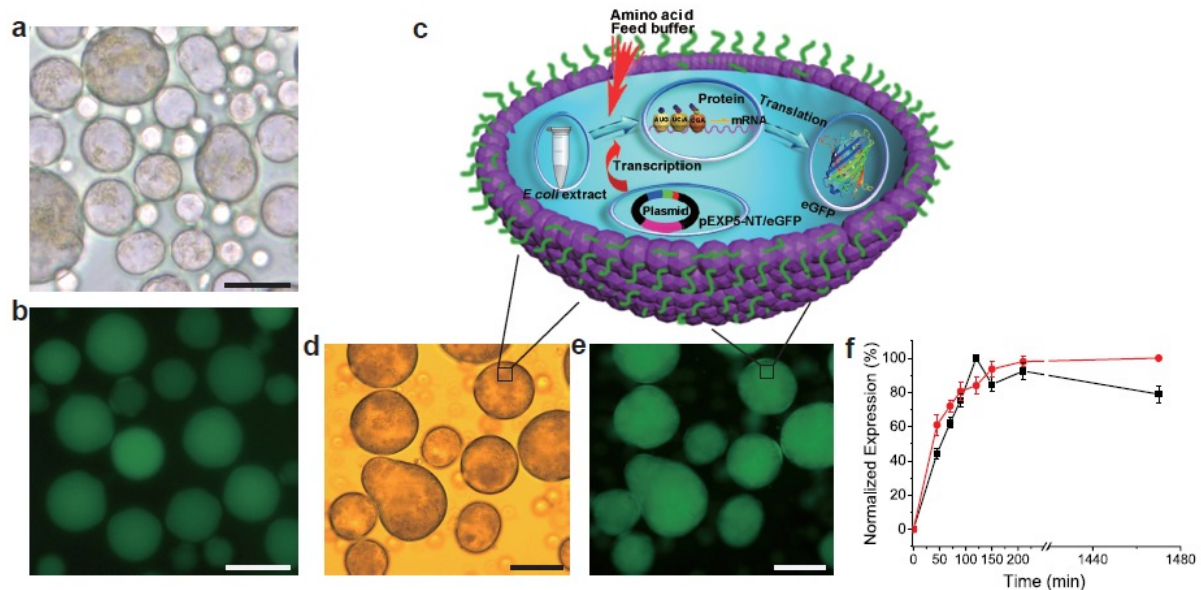 a
b
c
Amino acid
Feed buffer
Protein
Translation
AUG UCA CGA
mRNA
E coli extract
Transcription
Plasmid
pEXP5-NT/eGFP
eGFP
d
e
f
Normalized Expression (%)
100
80
60
40
20
0
0 50 100 150 200 1440 1480
Time (min)